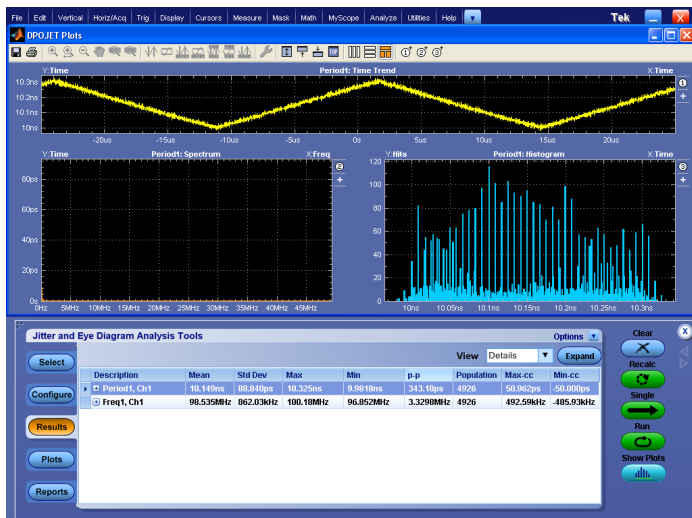 File Edit Vertical Horiz/Acq Trig Display Cursors Measure Mask Math MyScope Analyze Utilities Help Tek
DPOJET Plots
Y:Time Period1: Time Trend X:Time
10.3ns
10.2ns
10.1ns
10ns
-20us -15us -10us -5us 0s 5us 10us 15us 20us
1
Y:Time Period1: Spectrum X:Freq
80ps
60ps
40ps
20ps
0s
0Hz 5MHz 10MHz 15MHz 20MHz 25MHz 30MHz 35MHz 40MHz 45MHz
2
Y:Hits Period1: Histogram X:Time
120
100
80
60
40
20
0
10ns 10.05ns 10.1ns 10.15ns 10.2ns 10.25ns 10.3ns
3
Jitter and Eye Diagram Analysis Tools Options
Clear
X
Select
View Details Expand
Recalc
Description Mean Std Dev Max Min p-p Population Max-cc Min-cc
Period1, Ch1 10.149ns 88.840ps 10.325ns 9.9818ns 343.18ps 4926 50.962ps -50.000ps
Freq1, Ch1 98.535MHz 862.03kHz 100.18MHz 96.852MHz 3.3298MHz 4926 492.59kHz -485.93kHz
Configure
Single
Results
Run
Plots
Show Plots
Reports